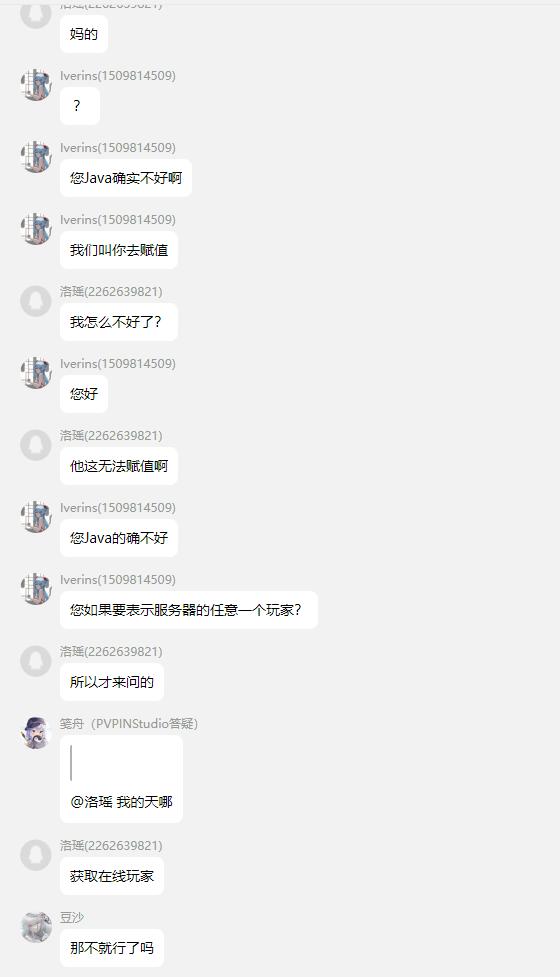 洛瑶(2262639821)
妈的
lverins(1509814509)
？
lverins(1509814509)
您Java确实不好啊
lverins(1509814509)
我们叫你去赋值
洛瑶(2262639821)
我怎么不好了？
lverins(1509814509)
您好
洛瑶(2262639821)
他这无法赋值啊
lverins(1509814509)
您Java的确不好
lverins(1509814509)
您如果要表示服务器的任意一个玩家？
洛瑶(2262639821)
所以才来问的
笺舟（PVPINStudio答疑）
@洛瑶 我的天哪
洛瑶(2262639821)
获取在线玩家
豆沙
那不就行了吗